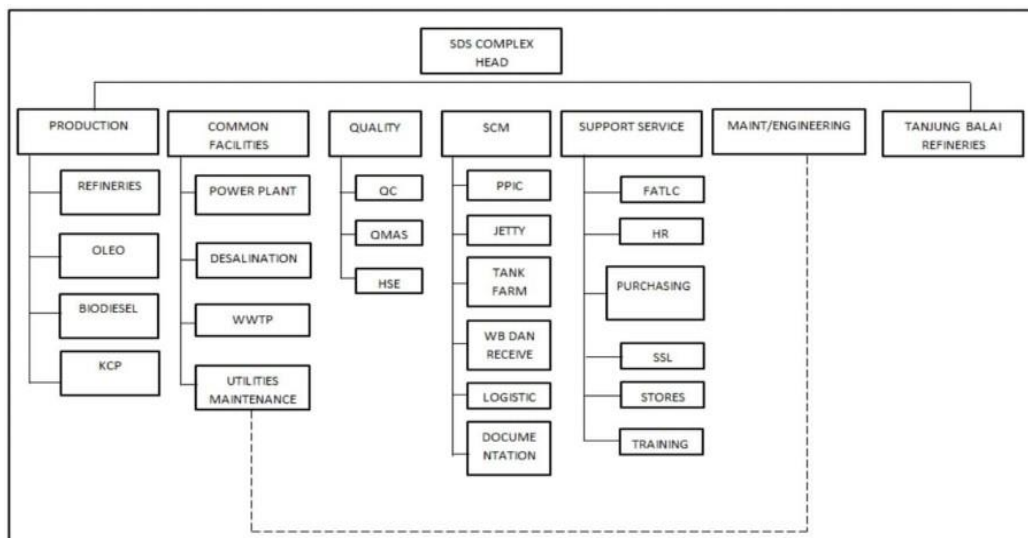 SDS COMPLEX
HEAD
PRODUCTION
COMMON
FACILITIES
QUALITY
SCM
SUPPORT SERVICE
MAINT/ENGINEERING
TANJUNG BALAI
REFINERIES
REFINERIES
OLEO
BIODIESEL
KCP
POWER PLANT
DESALINATION
WWTP
UTILITIES
MAINTENANCE
QC
QMAS
HSE
PPIC
JETTY
TANK
FARM
WB DAN
RECEIVE
LOGISTIC
DOCUME
NTATION
FATLC
HR
PURCHASING
SSL
STORES
TRAINING